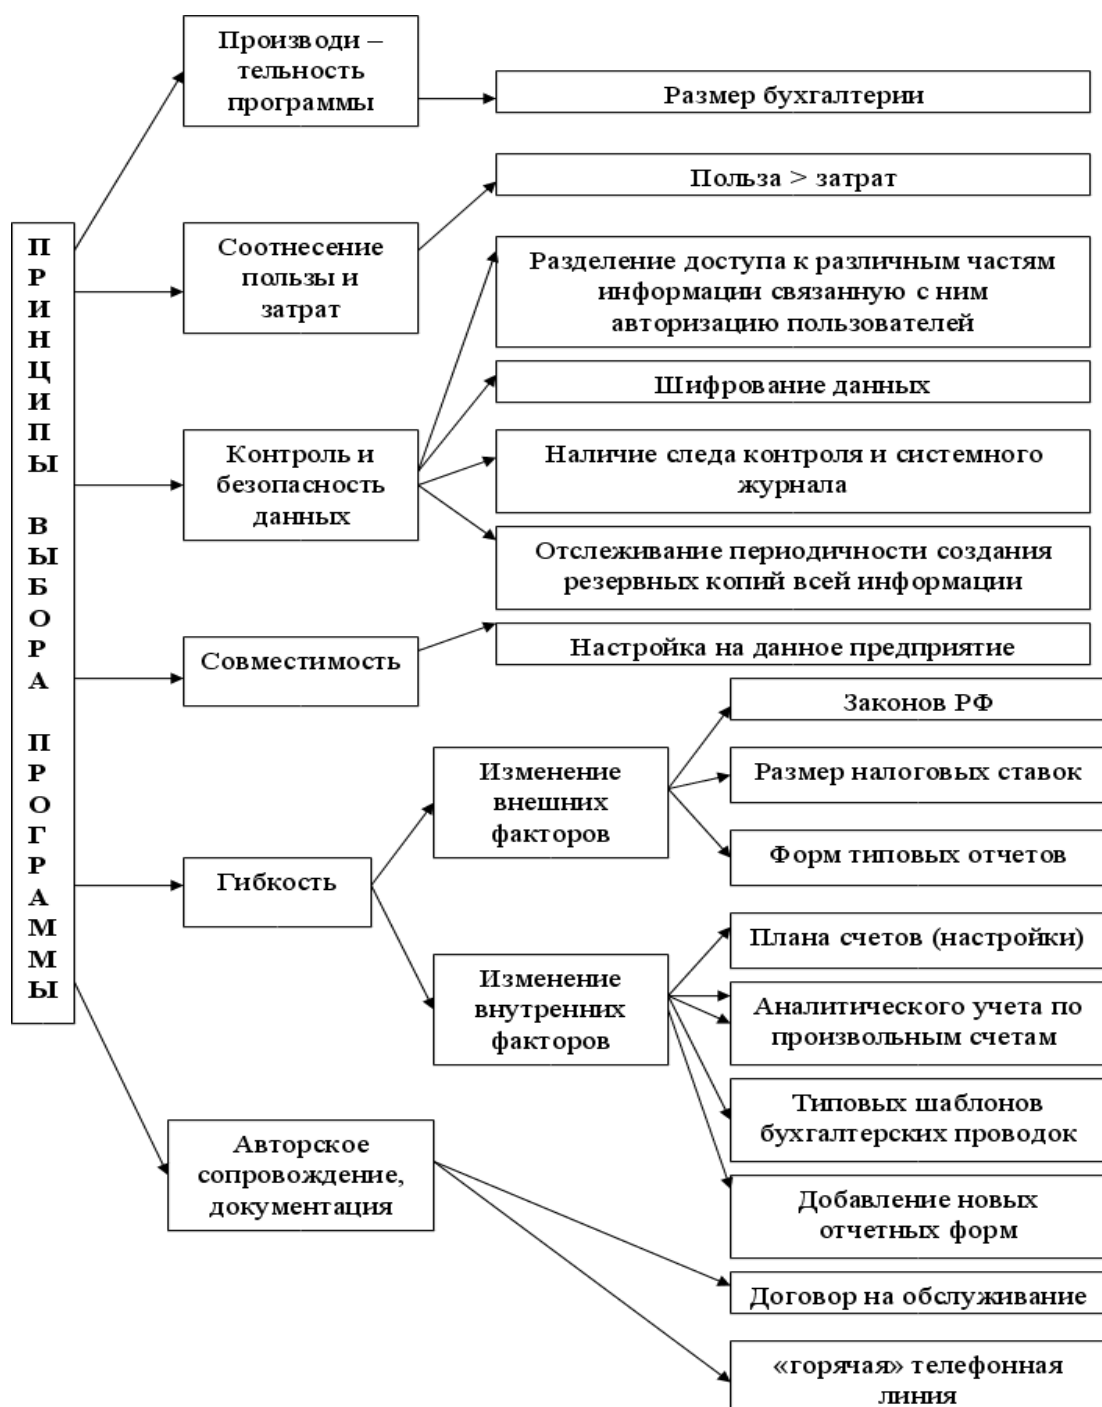 ПРИНЦИПЫ ВЫБОРА ПРОГРАММЫ
Производи –
тельность
программы
Размер бухгалтерии
Соотнесение
пользы и
затрат
Польза > затрат
Контроль и
безопасность
данных
Разделение доступа к различным частям
информации связанную с ним
авторизацию пользователей
Шифрование данных
Наличие следа контроля и системного
журнала
Отслеживание периодичности создания
резервных копий всей информации
Совместимость
Настройка на данное предприятие
Гибкость
Изменение
внешних
факторов
Законов РФ
Размер налоговых ставок
Форм типовых отчетов
Изменение
внутренних
факторов
Плана счетов (настройки)
Аналитического учета по
произвольным счетам
Типовых шаблонов
бухгалтерских проводок
Добавление новых
отчетных форм
Авторское
сопровождение,
документация
Договор на обслуживание
«горячая» телефонная
линия